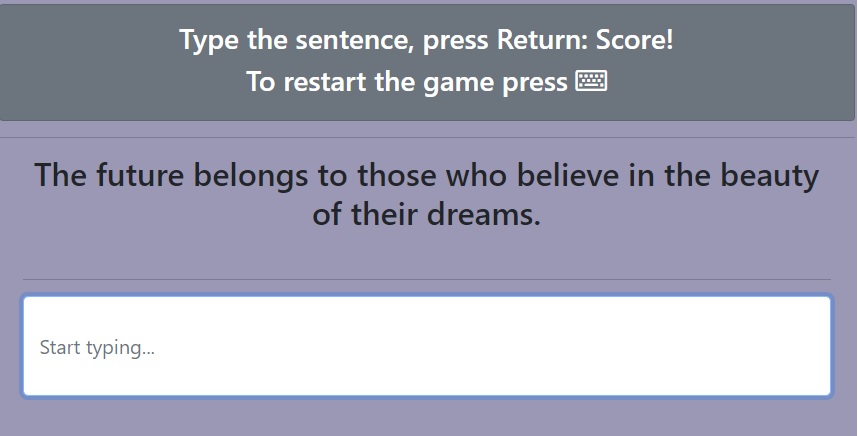 Type the sentence, press Return: Score!
To restart the game press
The future belongs to those who believe in the beauty
of their dreams.
Start typing...